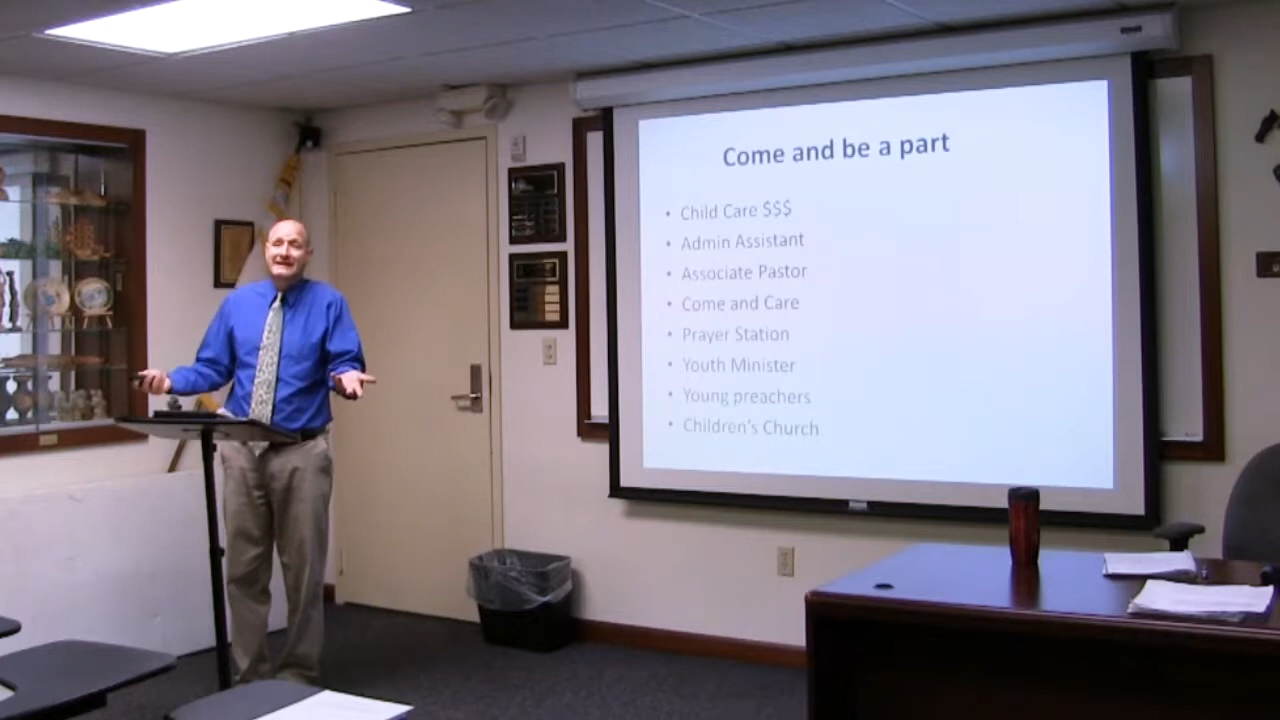 Come and be a part
• Child Care $$$
• Admin Assistant
• Associate Pastor
• Come and Care
• Prayer Station
• Youth Minister
• Young preachers
• Children's Church